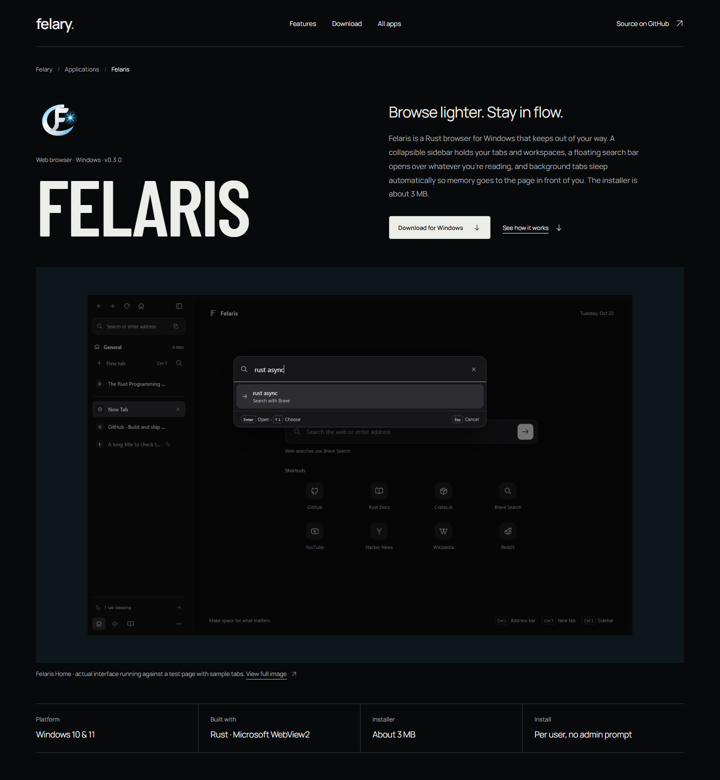 felary.
Features
Download
All apps
Source on GitHub
Felary / Applications / Felaris
Web browser · Windows · v0.3.0
FELARIS
Browse lighter. Stay in flow.
Felaris is a Rust browser for Windows that keeps out of your way. A
collapsible sidebar holds your tabs and workspaces, a floating search bar
opens over whatever you're reading, and background tabs sleep
automatically so memory goes to the page in front of you. The installer is
about 3 MB.
Download for Windows
See how it works
Search or enter address
General
New tab
Ctrl T
The Rust Programming ...
New Tab
GitHub · Build and ship ...
A long title to check t...
1 tab sleeping
Felaris
Tuesday, Oct 20
rust async
rust async
Search with Brave
Enter Open
Choose
Esc Cancel
Search the web or enter address
Web searches use Brave Search
Shortcuts
GitHub
Rust Docs
Crates.io
Brave Search
YouTube
Hacker News
Wikipedia
Reddit
Make space for what matters.
Address bar
Ctrl T New tab
Sidebar
Felaris Home · actual interface running against a test page with sample tabs. View full image
Platform
Windows 10 & 11
Built with
Rust · Microsoft WebView2
Installer
About 3 MB
Install
Per user, no admin prompt